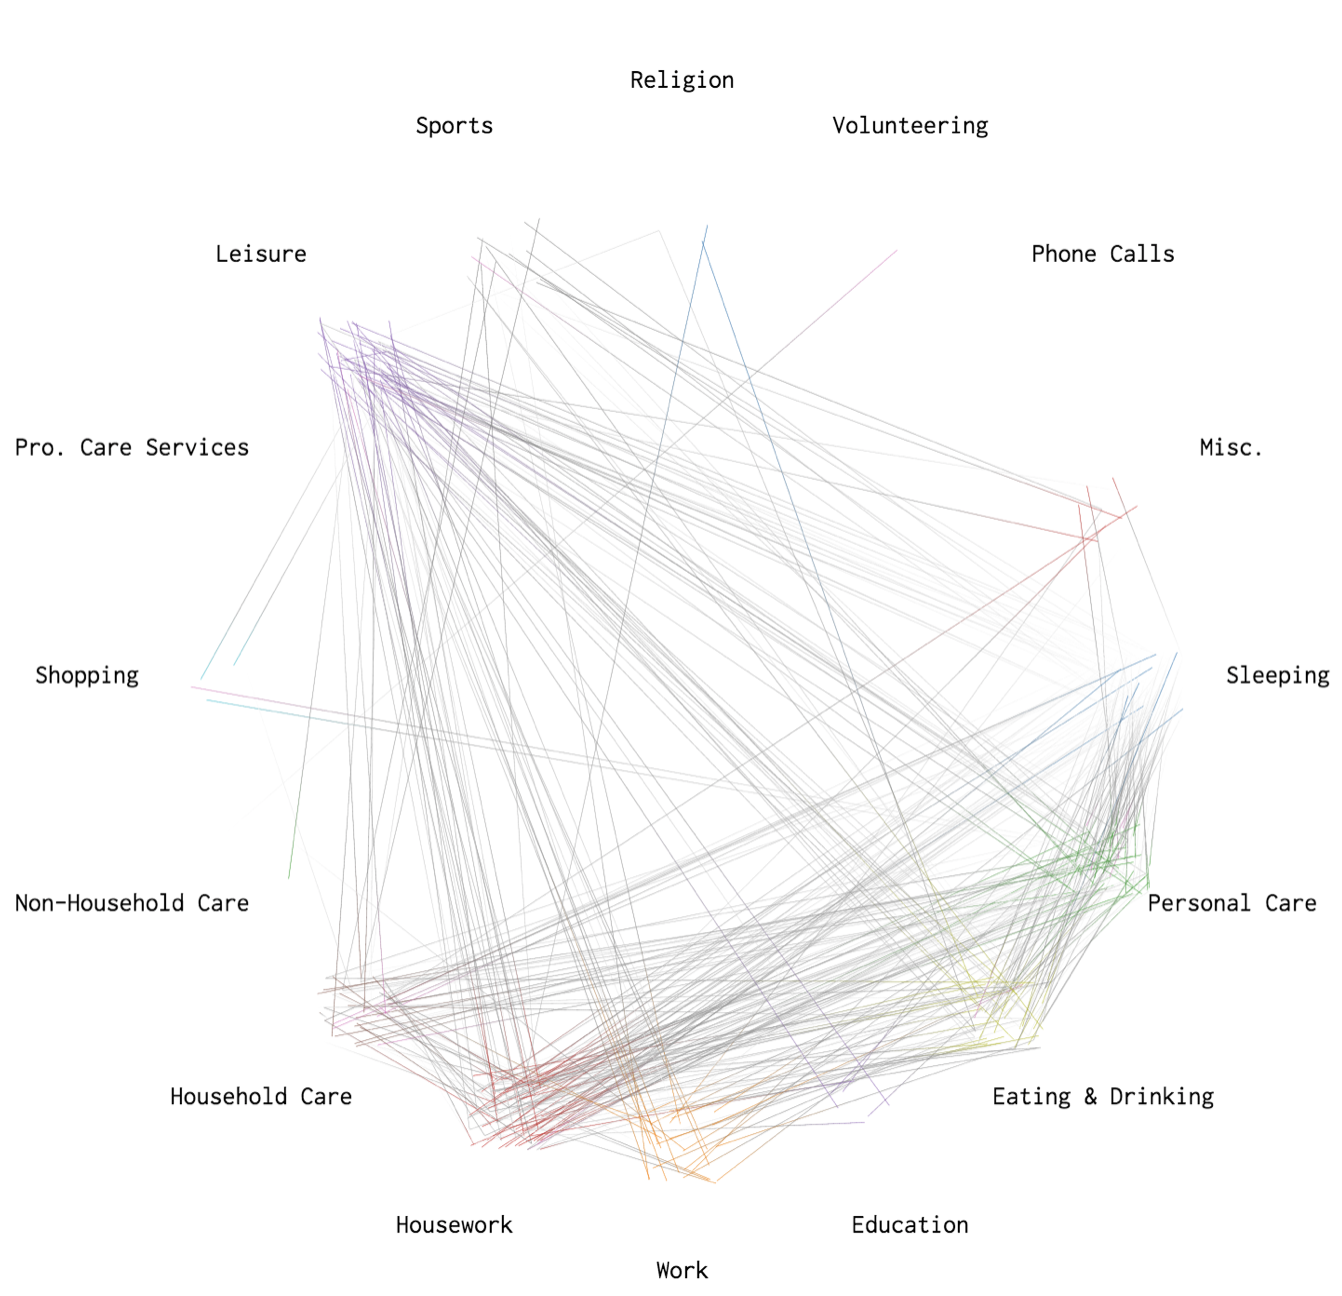 Religion
Sports
Volunteering
Leisure
Phone Calls
Pro. Care Services
Misc.
Shopping
Sleeping
Non-Household Care
Personal Care
Household Care
Eating & Drinking
Housework
Education
Work